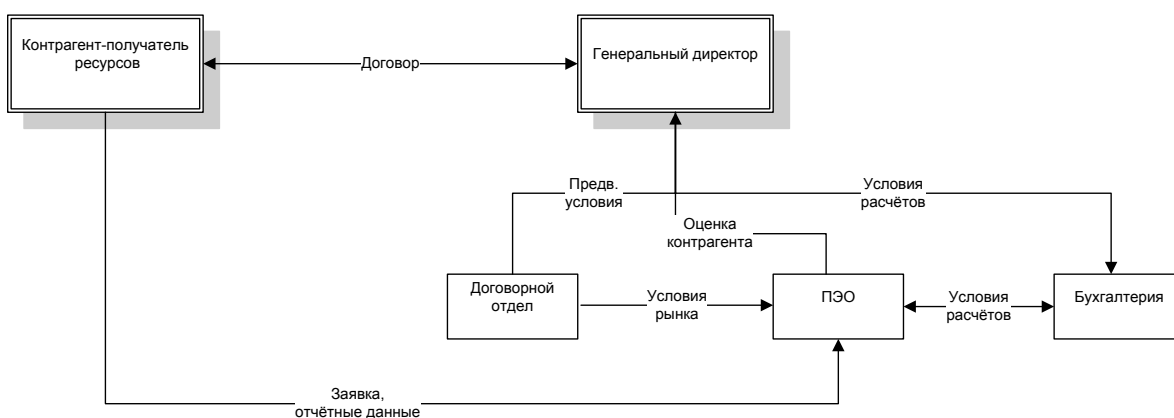 Контрагент-получатель
ресурсов
Договор
Генеральный директор
Предв.
условия
Условия
расчётов
Оценка
контрагента
Договорной
отдел
Условия
рынка
ПЭО
Условия
расчётов
Бухгалтерия
Заявка,
отчётные данные